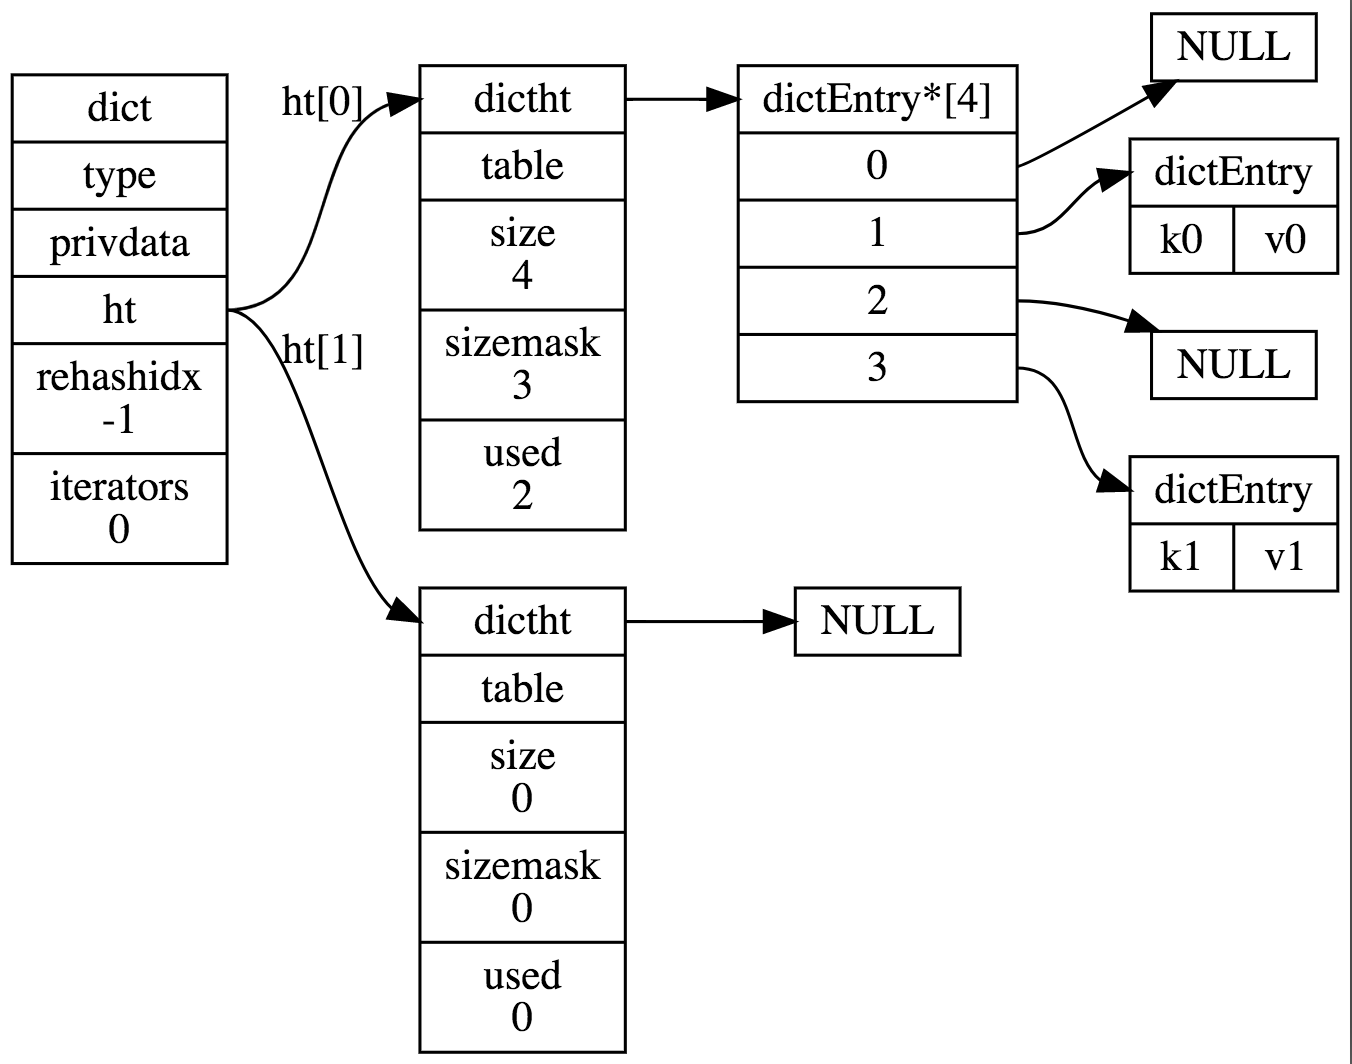 dict
type
privdata
ht
rehashidx
-1
iterators
0
ht[0]
ht[1]
dictht
table
size
4
sizemask
3
used
2
dictht
table
size
0
sizemask
0
used
0
dictEntry*[4]
0
1
2
3
NULL
NULL
dictEntry
k0 v0
NULL
dictEntry
k1 v1